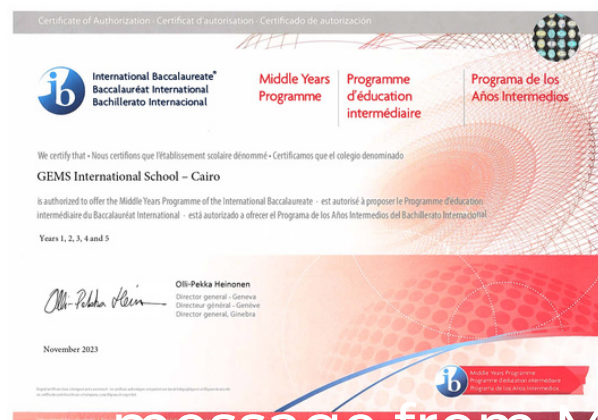 Certificate of Authorization · Certificat d'autorisation · Certificado de autorización
International Baccalaureate®
Baccalauréat International
Bachillerato Internacional
Middle Years
Programme
Programme
d'éducation
intermédiaire
Programa de los
Años Intermedios
We certify that • Nous certifions que l'établissement scolaire dénommé • Certificamos que el colegio denominado
GEMS International School – Cairo
is authorized to offer the Middle Years Programme of the International Baccalaureate - est autorisé à proposer le Programme d'éducation
intermédiaire du Baccalauréat International - está autorizado a ofrecer el Programa de los Años Intermedios del Bachillerato Internacional
Years 1, 2, 3, 4 and 5
Olli-Pekka Heinonen
Director general - Geneva
Directeur général - Genève
Director general, Ginebra
November 2023
ib
Middle Years Programme
Programme d'éducation intermédiaire
Programa de los Años Intermedios
message from